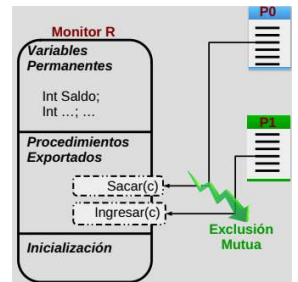 Monitor R
P0
Variables
Permanentes
Int Saldo;
Int ...; ...
P1
Procedimientos
Exportados
Sacar(c)
Ingresar(c)
Exclusión
Mutua
Inicialización